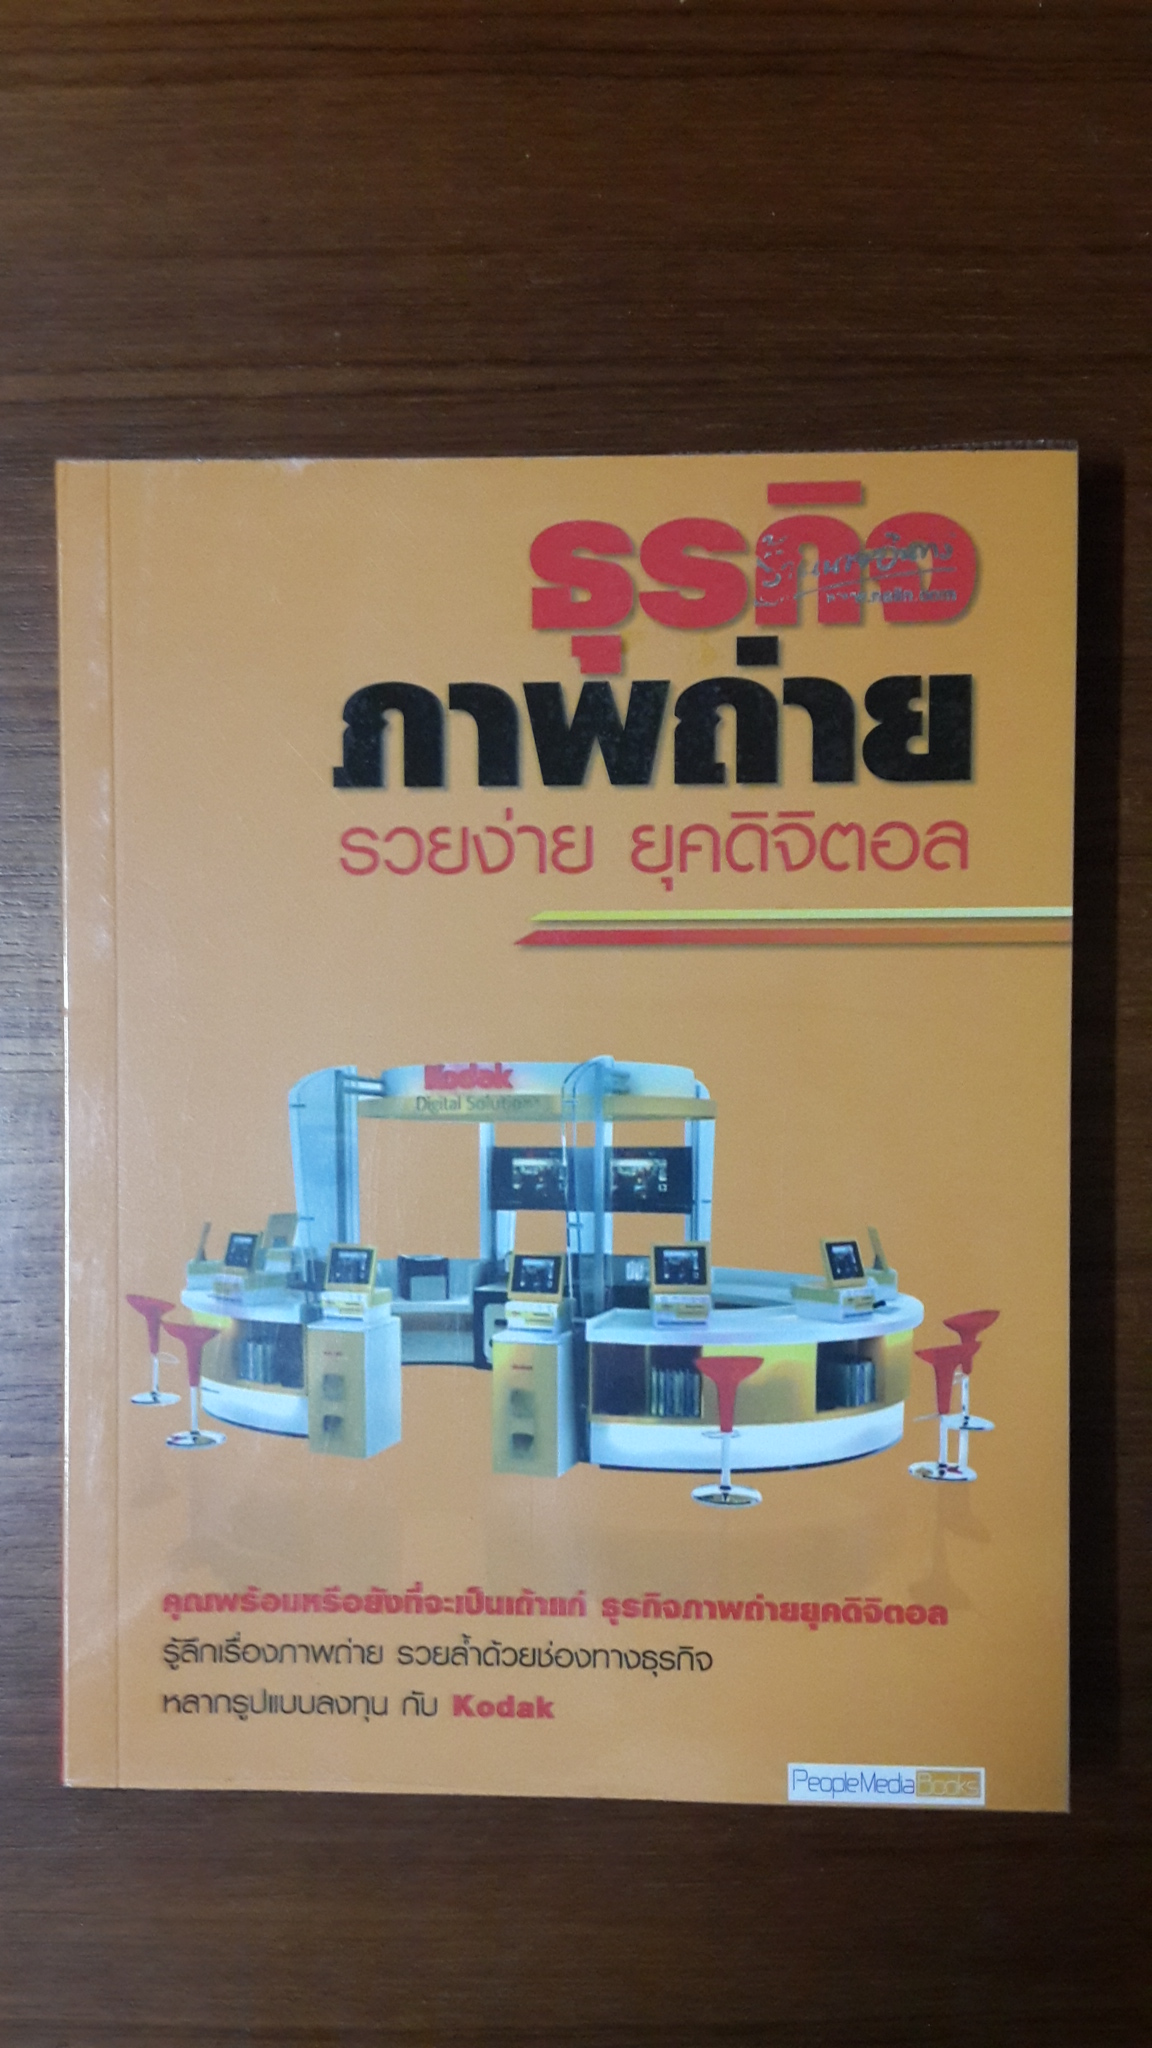 ธุรกิจ
ภาพถ่าย
รวยง่าย ยุคดิจิตอล
Kodak
Digital Solutions
คุณพร้อมหรือยังที่จะเป็นเถ้าแก่ ธุรกิจภาพถ่ายยุคดิจิตอล
รู้ลึกเรื่องภาพถ่าย รวยล้ำด้วยช่องทางธุรกิจ
หลากรูปแบบลงทุน กับ Kodak
PeopleMediaBooks